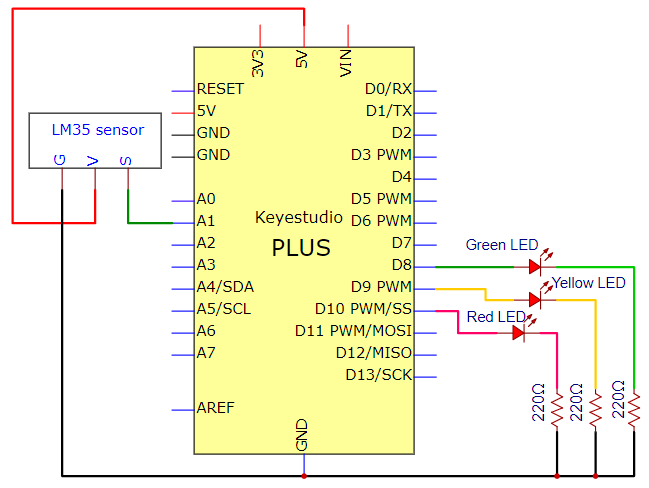 3V3
5V
VIN
RESET
5V
GND
GND
A0
A1
A2
A3
A4/SDA
A5/SCL
A6
A7
AREF
LM35 sensor
G
V
S
Keyestudio
PLUS
D0/RX
D1/TX
D2
D3 PWM
D4
D5 PWM
D6 PWM
D7
D8
D9 PWM
D10 PWM/SS
D11 PWM/MOSI
D12/MISO
D13/SCK
GND
Green LED
Yellow LED
Red LED
220Ω
220Ω
220Ω